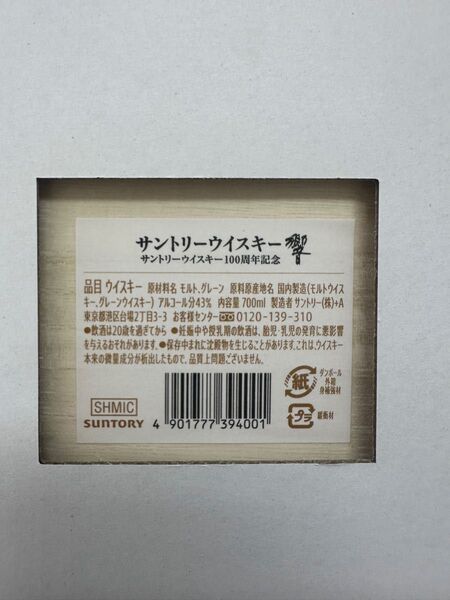 サントリーウイスキー 響
サントリーウイスキー100周年記念
品目 ウイスキー 原材料名 モルト、グレーン 原料原産地名 国内製造(モルトウイス
キー、グレーンウイスキー) アルコール分43% 内容量 700ml 製造者 サントリー(株)+A
東京都港区台場2丁目3-3 お客様センター☎0120-139-310
●飲酒は20歳を過ぎてから ●妊娠中や授乳期の飲酒は、胎児・乳児の発育に悪影響
を与えるおそれがあります。●保存中まれに沈殿物を生じることがあります。これは、ウイスキー
本来の微量成分が析出したもので、品質上問題ございません。
SHMIC
SUNTORY
4 901777 394001
紙
ダンボール
外箱
身補強材
プラ
緩衝材